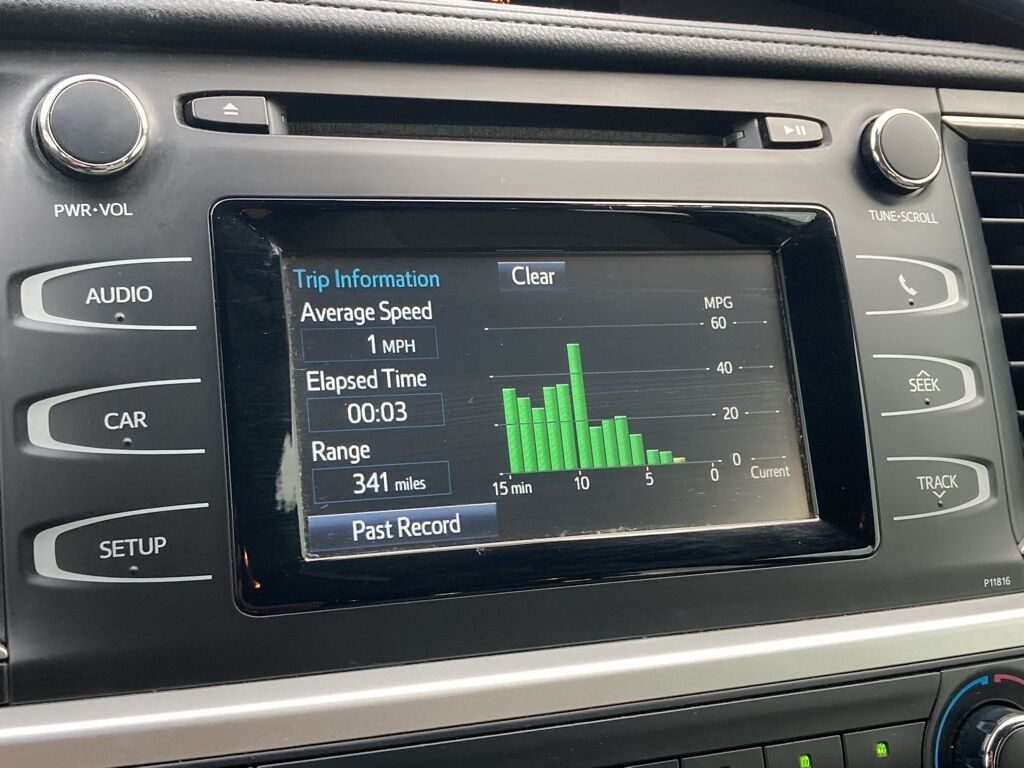 PWR•VOL
TUNE•SCROLL
AUDIO
CAR
SETUP
SEEK
TRACK
Trip Information
Clear
Average Speed
1 MPH
Elapsed Time
00:03
Range
341 miles
Past Record
MPG
60
40
20
0
15 min
10
5
0
Current
P11816